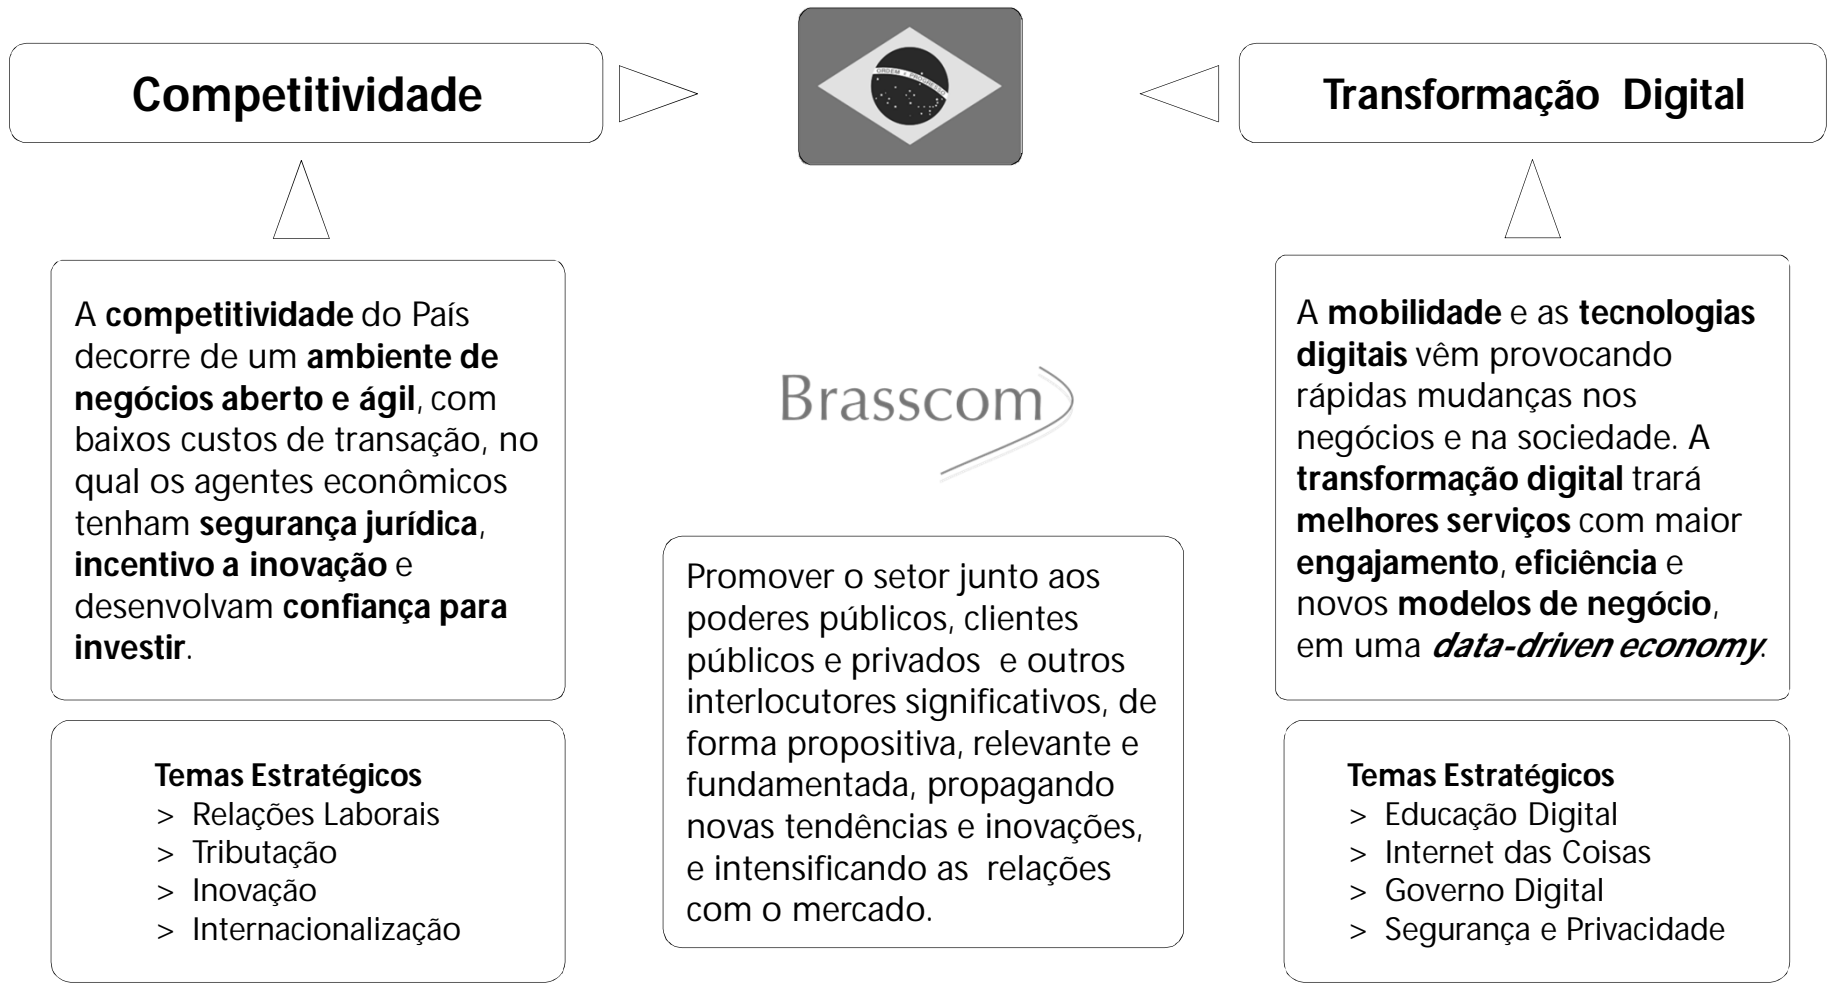 Competitividade
ORDEM E PROGRESSO
Transformação Digital
A competitividade do País
decorre de um ambiente de
negócios aberto e ágil, com
baixos custos de transação, no
qual os agentes econômicos
tenham segurança jurídica,
incentivo a inovação e
desenvolvam confiança para
investir.
Temas Estratégicos
> Relações Laborais
> Tributação
> Inovação
> Internacionalização
Brasscom
Promover o setor junto aos
poderes públicos, clientes
públicos e privados e outros
interlocutores significativos, de
forma propositiva, relevante e
fundamentada, propagando
novas tendências e inovações,
e intensificando as relações
com o mercado.
A mobilidade e as tecnologias
digitais vêm provocando
rápidas mudanças nos
negócios e na sociedade. A
transformação digital trará
melhores serviços com maior
engajamento, eficiência e
novos modelos de negócio,
em uma data-driven economy.
Temas Estratégicos
> Educação Digital
> Internet das Coisas
> Governo Digital
> Segurança e Privacidade